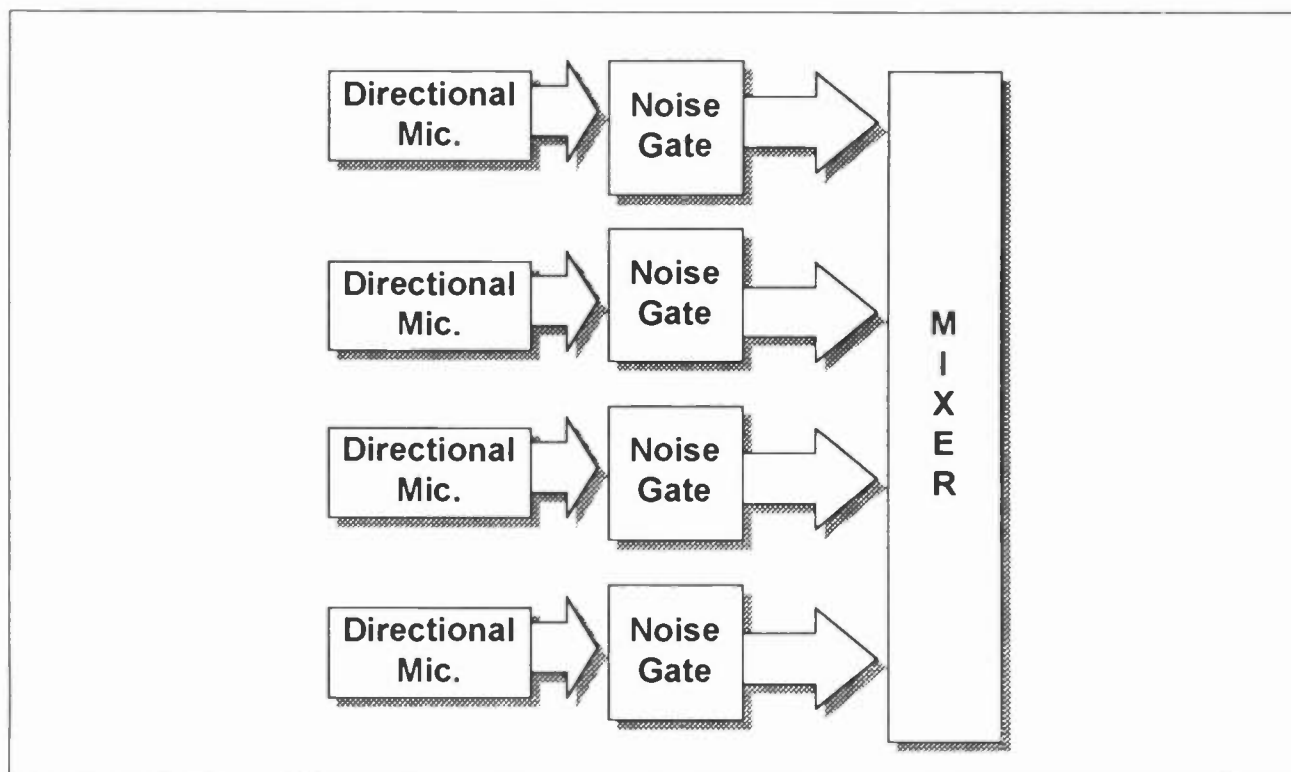 Directional
Mic.
Noise
Gate
Directional
Mic.
Noise
Gate
Directional
Mic.
Noise
Gate
Directional
Mic.
Noise
Gate
M
I
X
E
R